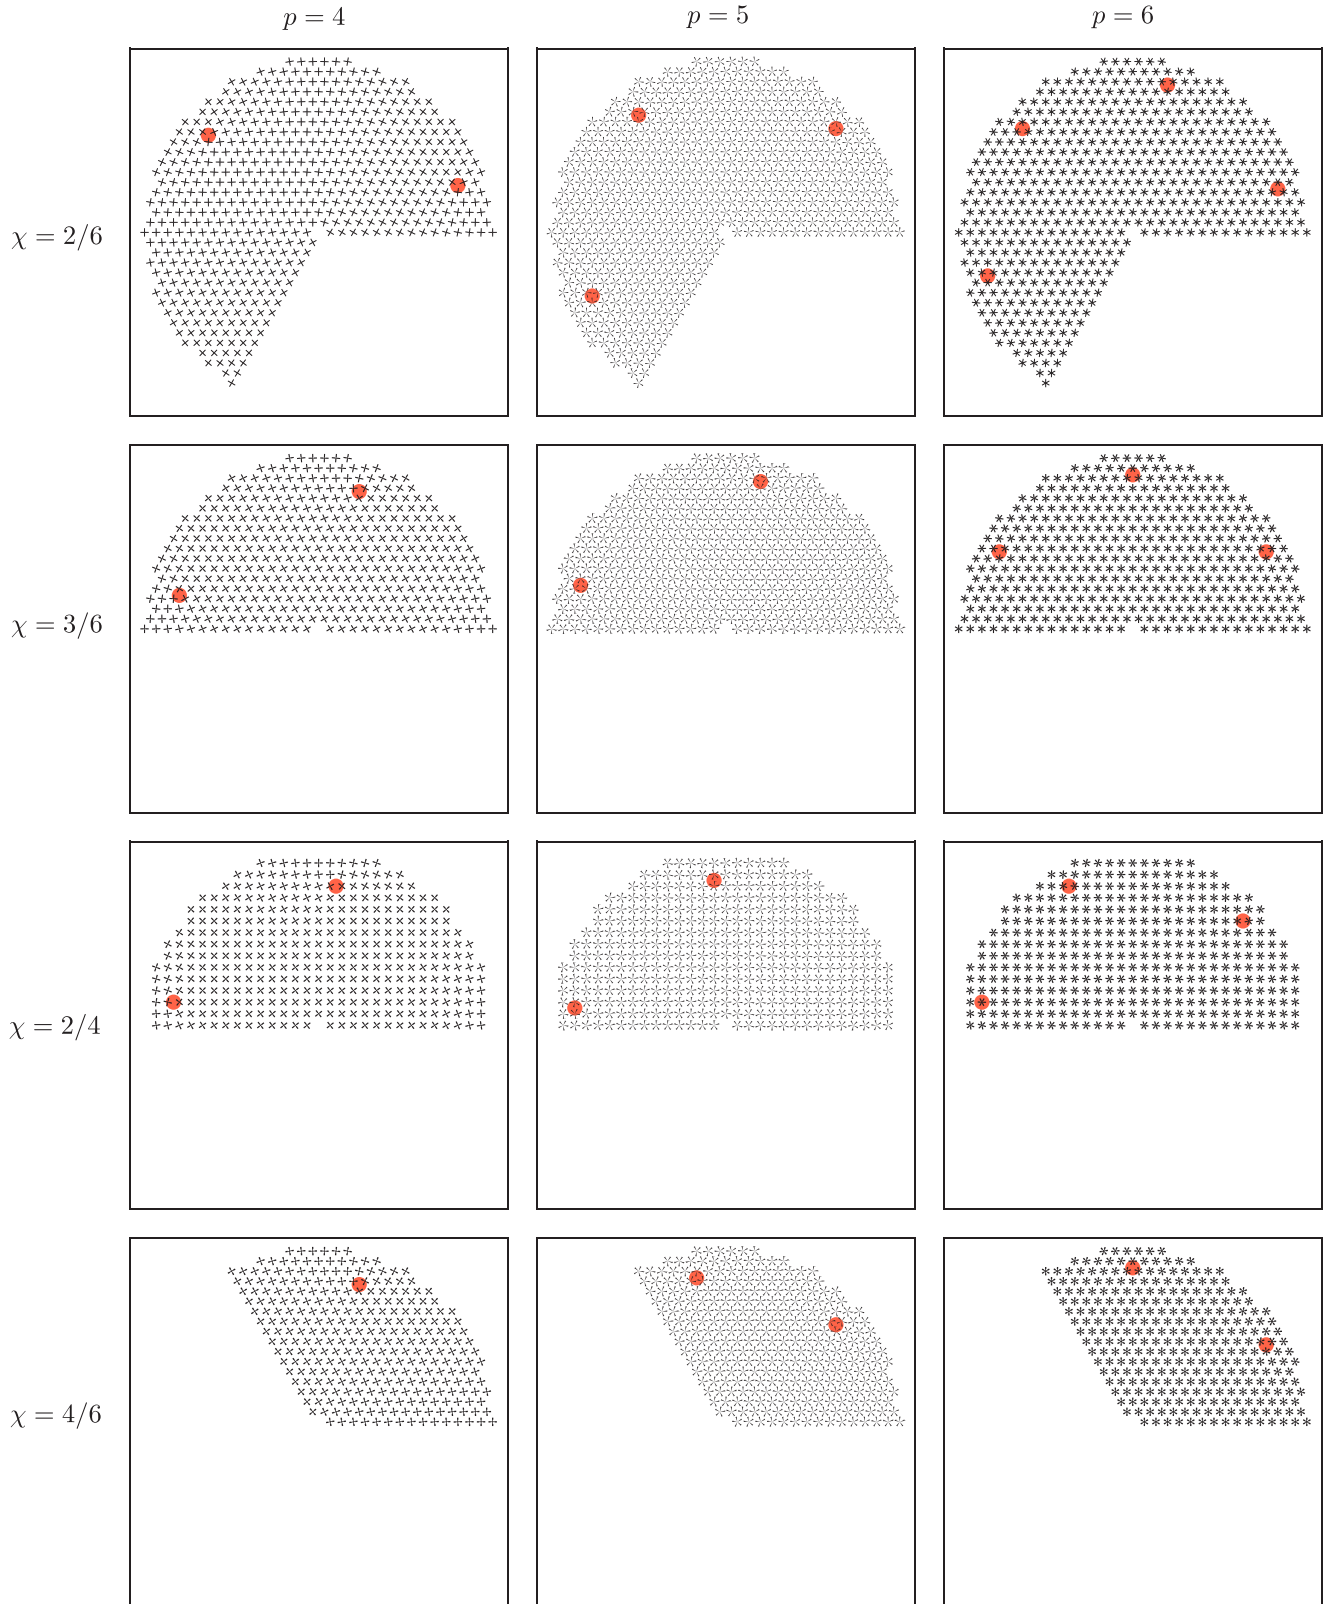 p = 4 p = 5 p = 6
χ = 2/6
χ = 3/6
χ = 2/4
χ = 4/6